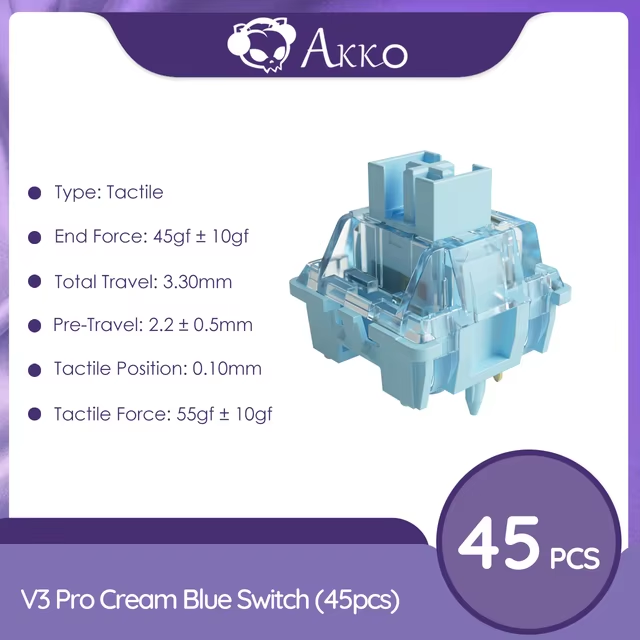 AKKO
Type: Tactile
End Force: 45gf ± 10gf
Total Travel: 3.30mm
Pre-Travel: 2.2 ± 0.5mm
Tactile Position: 0.10mm
Tactile Force: 55gf ± 10gf
45 PCS
V3 Pro Cream Blue Switch (45pcs)